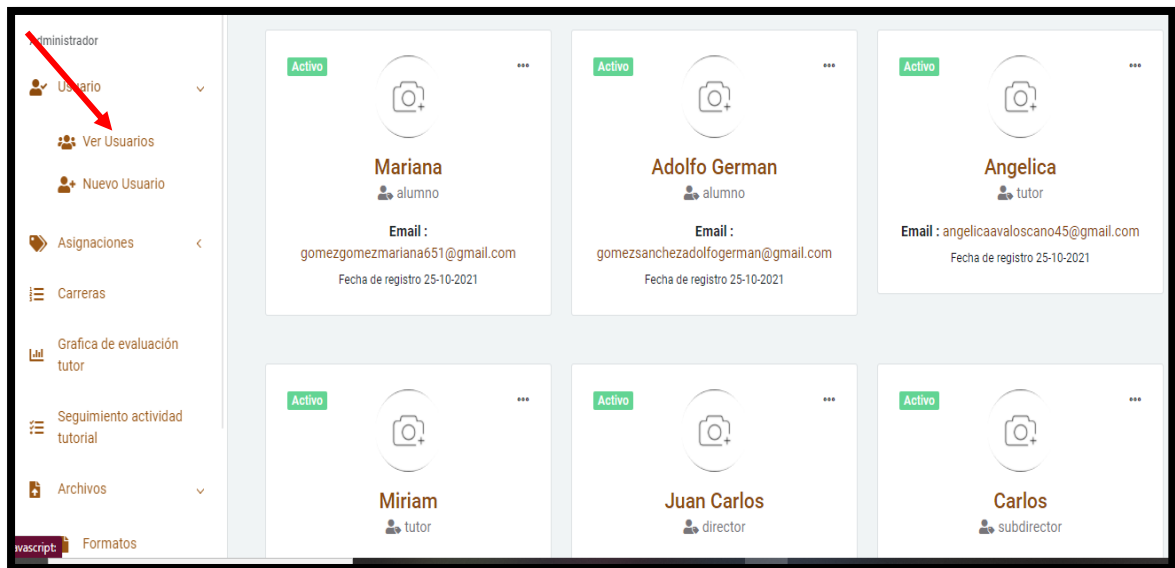 Administrador
Usuario
Ver Usuarios
Nuevo Usuario
Asignaciones
Carreras
Grafica de evaluación
tutor
Seguimiento actividad
tutorial
Archivos
Formatos
avascript:
Activo
Mariana
alumno
Email :
gomezgomezmariana651@gmail.com
Fecha de registro 25-10-2021
Activo
Adolfo German
alumno
Email :
gomezsanchezadolfogerman@gmail.com
Fecha de registro 25-10-2021
Activo
Angelica
tutor
Email : angelicaavaloscano45@gmail.com
Fecha de registro 25-10-2021
Activo
Miriam
tutor
Activo
Juan Carlos
director
Activo
Carlos
subdirector